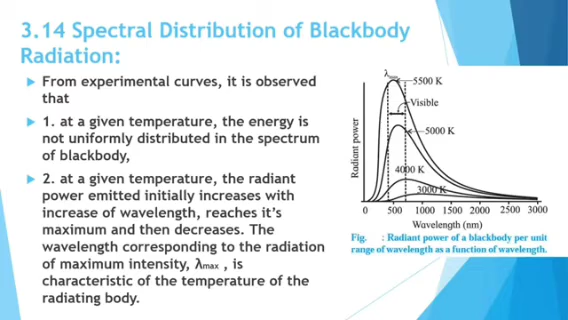 3.14 Spectral Distribution of Blackbody
Radiation:
From experimental curves, it is observed
that
1. at a given temperature, the energy is
not uniformly distributed in the spectrum
of blackbody,
2. at a given temperature, the radiant
power emitted initially increases with
increase of wavelength, reaches it's
maximum and then decreases. The
wavelength corresponding to the radiation
of maximum intensity, λmax , is
characteristic of the temperature of the
radiating body.
λmax
5500 K
Visible
5000 K
4000 K
3000 K
Radiant power
0 500 1000 1500 2000 2500 3000
Wavelength (nm)
Fig. : Radiant power of a blackbody per unit
range of wavelength as a function of wavelength.